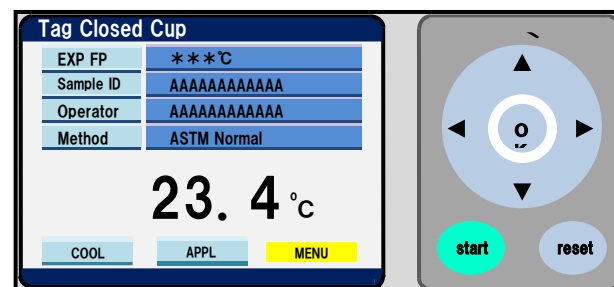 Tag Closed Cup
EXP FP ***℃
Sample ID AAAAAAAAAAAA
Operator AAAAAAAAAAAA
Method ASTM Normal
23.4 ℃
COOL APPL MENU
▲
◀ ▶
▼
start reset